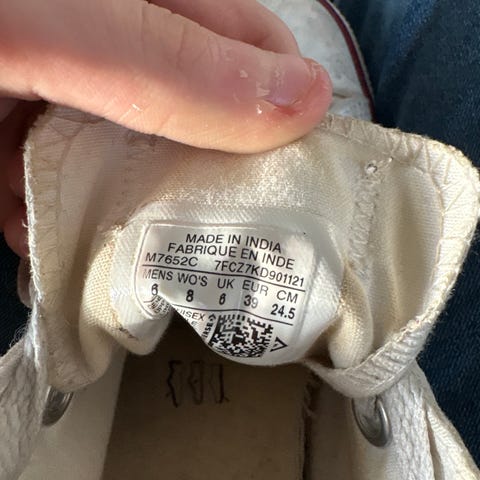 MADE IN INDIA
FABRIQUE EN INDE
M7652C 7FCZ7KD901121
MENS WO'S UK EUR CM
6 8 6 39 24.5
UNISEX